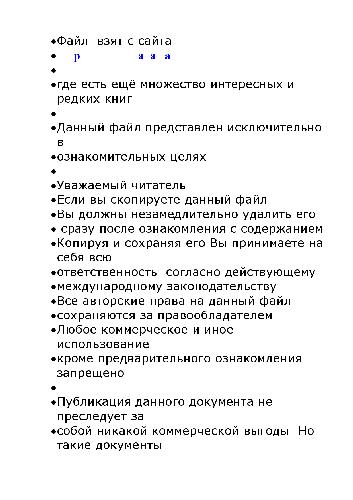 •Файл взят с сайта
• р а а а
•
•где есть ещё множество интересных и
редких книг
•
•Данный файл представлен исключительно
в
•ознакомительных целях
•
•Уважаемый читатель
•Если вы скопируете данный файл
•Вы должны незамедлительно удалить его
• сразу после ознакомления с содержанием
•Копируя и сохраняя его Вы принимаете на
себя всю
•ответственность согласно действующему
•международному законодательству
•Все авторские права на данный файл
•сохраняются за правообладателем
•Любое коммерческое и иное
использование
•кроме предварительного ознакомления
запрещено
•
•Публикация данного документа не
преследует за
•собой никакой коммерческой выгоды Но
такие документы